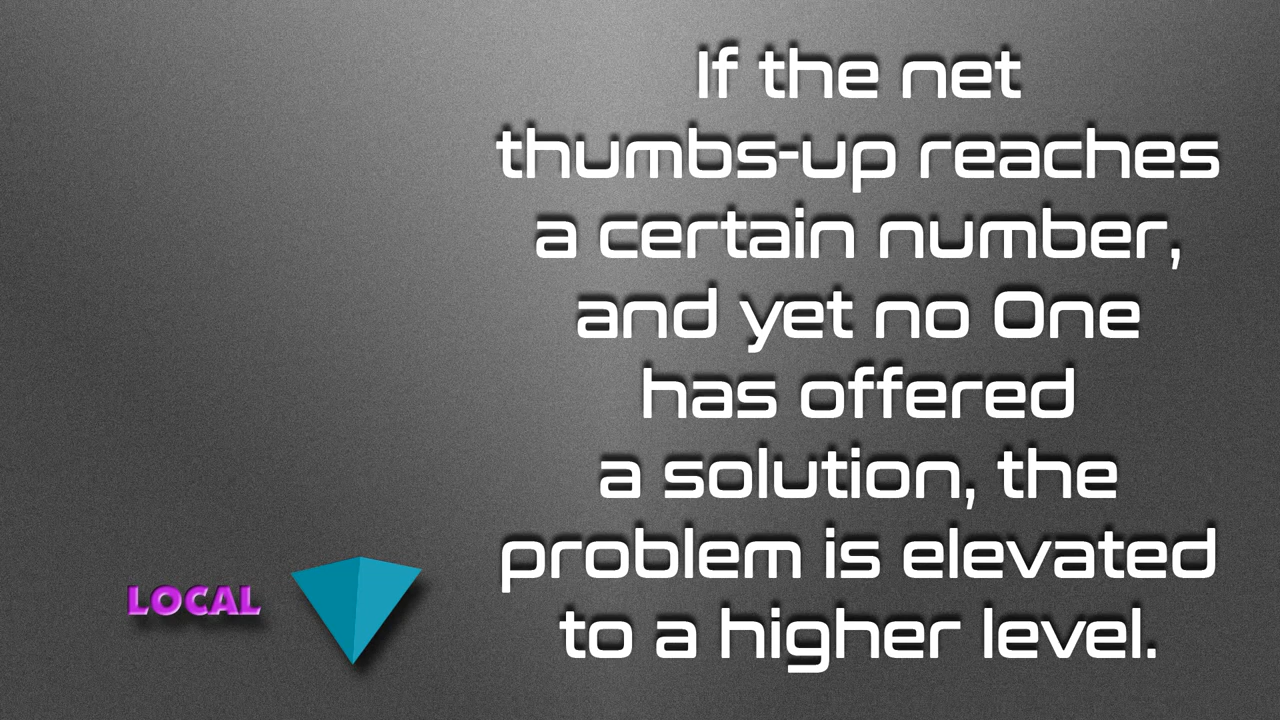 If the net
thumbs-up reaches
a certain number,
and yet no One
has offered
a solution, the
problem is elevated
to a higher level.
LOCAL